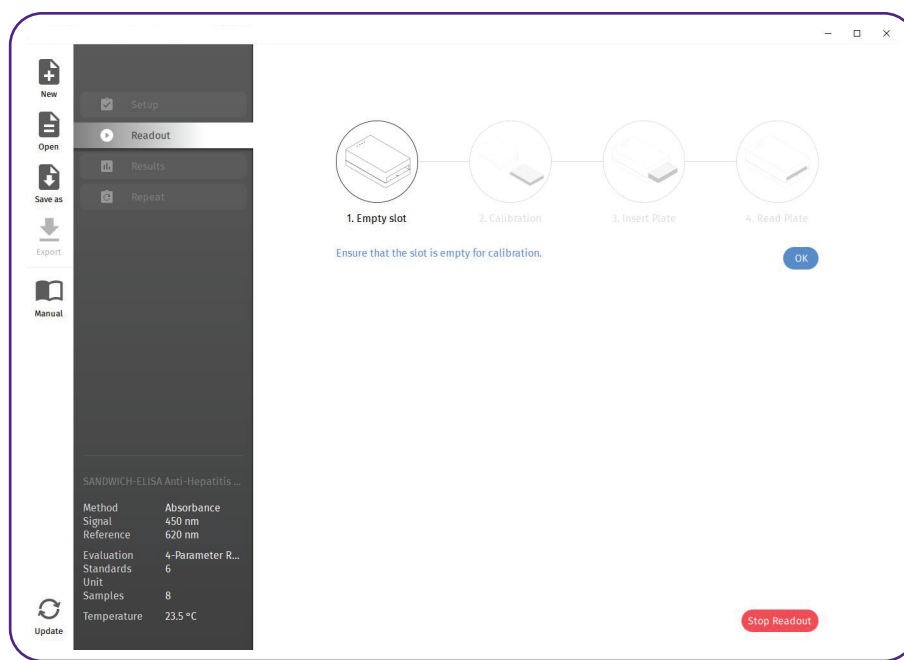 New
Open
Save as
Export
Manual
Update
Setup
Readout
Results
Repeat
SANDWICH-ELISA Anti-Hepatitis ...
Method Absorbance
Signal 450 nm
Reference 620 nm
Evaluation 4-Parameter R...
Standards 6
Unit
Samples 8
Temperature 23.5 °C
1. Empty slot
2. Calibration
3. Insert Plate
4. Read Plate
Ensure that the slot is empty for calibration.
OK
Stop Readout